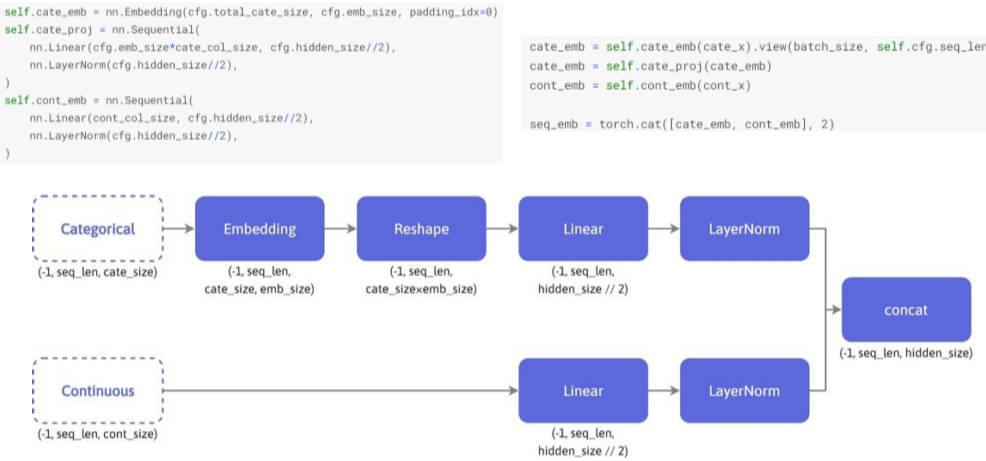 self.cate_emb = nn.Embedding(cfg.total_cate_size, cfg.emb_size, padding_idx=0)
self.cate_proj = nn.Sequential(
    nn.Linear(cfg.emb_size*cate_col_size, cfg.hidden_size//2),
    nn.LayerNorm(cfg.hidden_size//2),
)
self.cont_emb = nn.Sequential(
    nn.Linear(cont_col_size, cfg.hidden_size//2),
    nn.LayerNorm(cfg.hidden_size//2),
)
cate_emb = self.cate_emb(cate_x).view(batch_size, self.cfg.seq_len
cate_emb = self.cate_proj(cate_emb)
cont_emb = self.cont_emb(cont_x)
seq_emb = torch.cat([cate_emb, cont_emb], 2)
Categorical
(-1, seq_len, cate_size)
Embedding
(-1, seq_len,
cate_size, emb_size)
Reshape
(-1, seq_len,
cate_size×emb_size)
Linear
(-1, seq_len,
hidden_size // 2)
LayerNorm
concat
(-1, seq_len, hidden_size)
Continuous
(-1, seq_len, cont_size)
Linear
(-1, seq_len,
hidden_size // 2)
LayerNorm